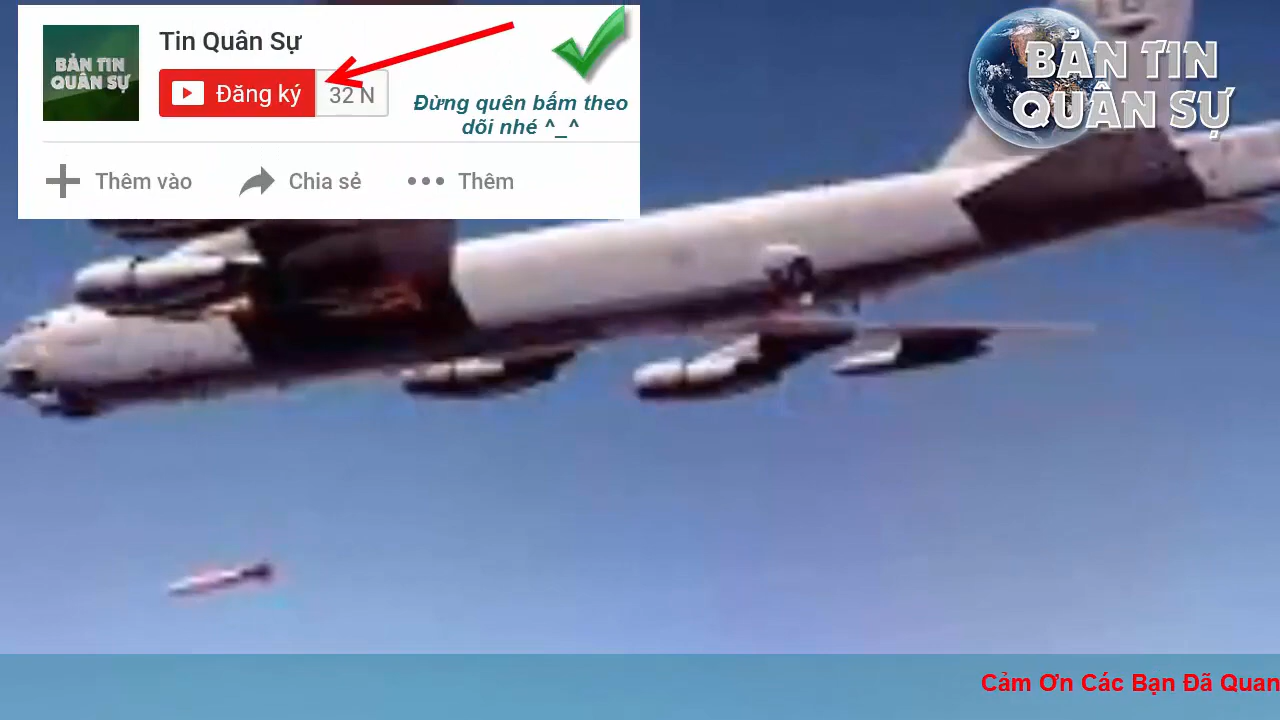 Tin Quân Sự
BẢN TIN
QUÂN SỰ
Đăng ký
32 N
Đừng quên bấm theo
dõi nhé ^_^
Thêm vào
Chia sẻ
Thêm
BẢN TIN
QUÂN SỰ
Cảm Ơn Các Bạn Đã Quan